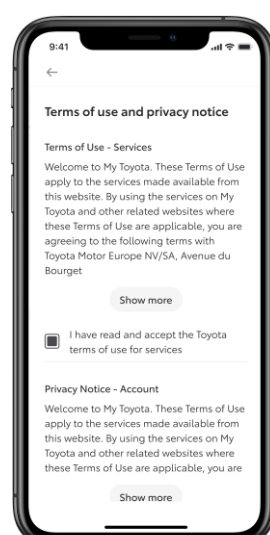 9:41
←
Terms of use and privacy notice
Terms of Use - Services
Welcome to My Toyota. These Terms of Use
apply to the services made available from
this website. By using the services on My
Toyota and other related websites where
these Terms of Use are applicable, you are
agreeing to the following terms with
Toyota Motor Europe NV/SA, Avenue du
Bourget
Show more
I have read and accept the Toyota
terms of use for services
Privacy Notice - Account
Welcome to My Toyota. These Terms of Use
apply to the services made available from
this website. By using the services on My
Toyota and other related websites where
these Terms of Use are applicable, you are
Show more